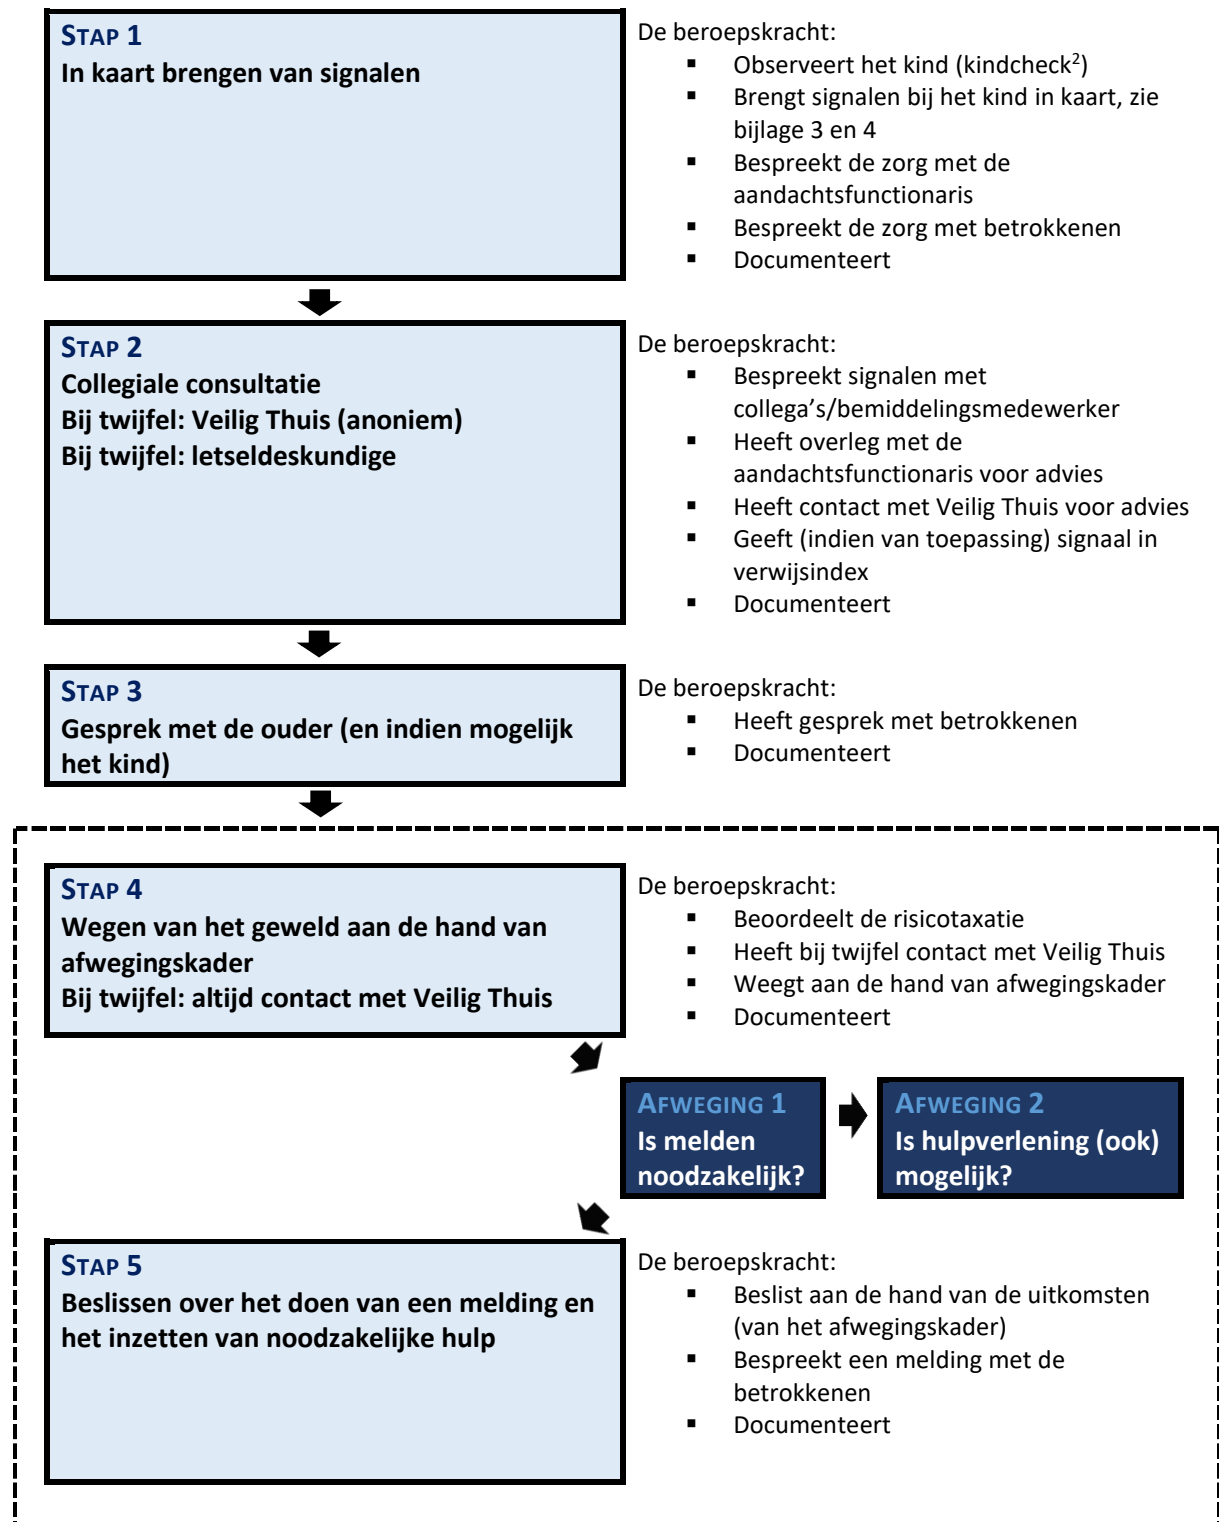 STAP 1
In kaart brengen van signalen
De beroepskracht:
▪ Observeert het kind (kindcheck²)
▪ Brengt signalen bij het kind in kaart, zie
bijlage 3 en 4
▪ Bespreekt de zorg met de
aandachtsfunctionaris
▪ Bespreekt de zorg met betrokkenen
▪ Documenteert
STAP 2
Collegiale consultatie
Bij twijfel: Veilig Thuis (anoniem)
Bij twijfel: letseldeskundige
De beroepskracht:
▪ Bespreekt signalen met
collega’s/bemiddelingsmedewerker
▪ Heeft overleg met de
aandachtsfunctionaris voor advies
▪ Heeft contact met Veilig Thuis voor advies
▪ Geeft (indien van toepassing) signaal in
verwijsindex
▪ Documenteert
STAP 3
Gesprek met de ouder (en indien mogelijk
het kind)
De beroepskracht:
▪ Heeft gesprek met betrokkenen
▪ Documenteert
STAP 4
Wegen van het geweld aan de hand van
afwegingskader
Bij twijfel: altijd contact met Veilig Thuis
De beroepskracht:
▪ Beoordeelt de risicotaxatie
▪ Heeft bij twijfel contact met Veilig Thuis
▪ Weegt aan de hand van afwegingskader
▪ Documenteert
AFWEGING 1
Is melden
noodzakelijk?
AFWEGING 2
Is hulpverlening (ook)
mogelijk?
STAP 5
Beslissen over het doen van een melding en
het inzetten van noodzakelijke hulp
De beroepskracht:
▪ Beslist aan de hand van de uitkomsten
(van het afwegingskader)
▪ Bespreekt een melding met de
betrokkenen
▪ Documenteert